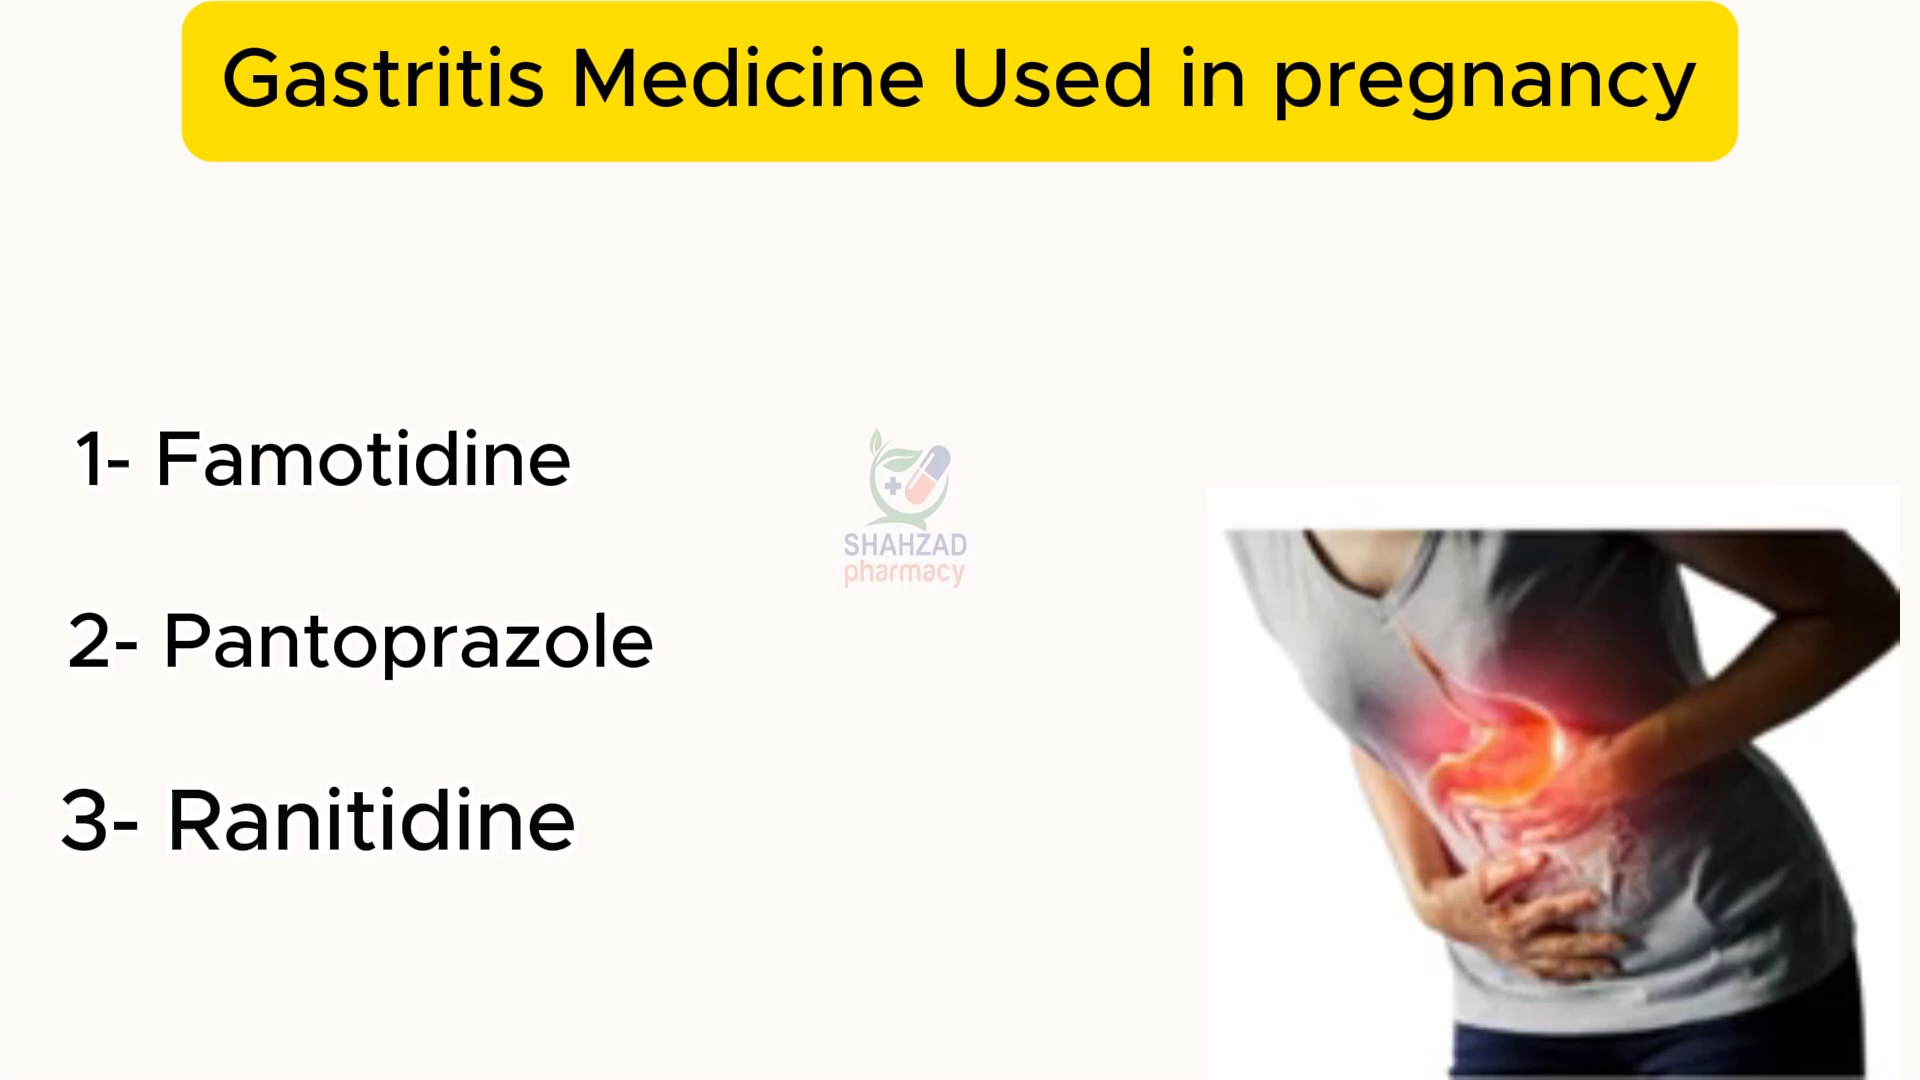 Gastritis Medicine Used in pregnancy
1- Famotidine
SHAHZAD
pharmacy
2- Pantoprazole
3- Ranitidine